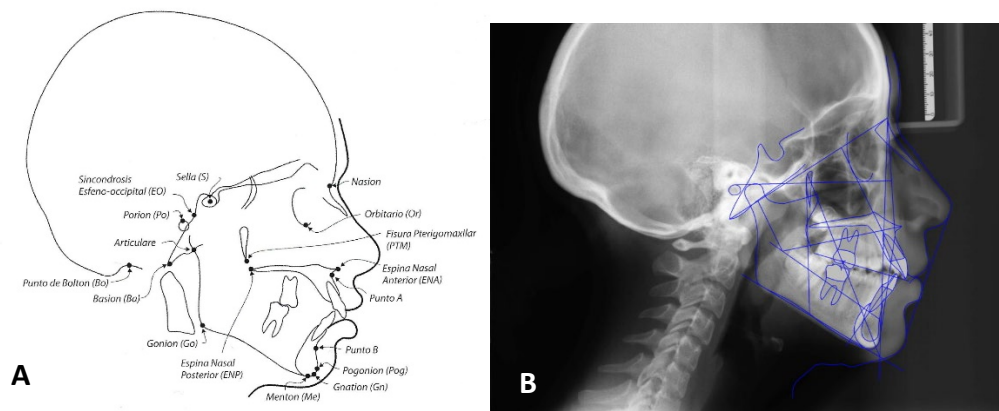 Sella (S)
Sincondrosis
Esfeno-occipital (EO)
Nasion
Porion (Po)
Orbitario (Or)
Fisura Pterigomaxilar
(PTM)
Articulare
Espina Nasal
Anterior (ENA)
Punto de Bolton (Bo)
Punto A
Basion (Ba)
Gonion (Go)
Punto B
Espina Nasal
Posterior (ENP)
Pogonion (Pog)
Gnation (Gn)
Menton (Me)
A
B